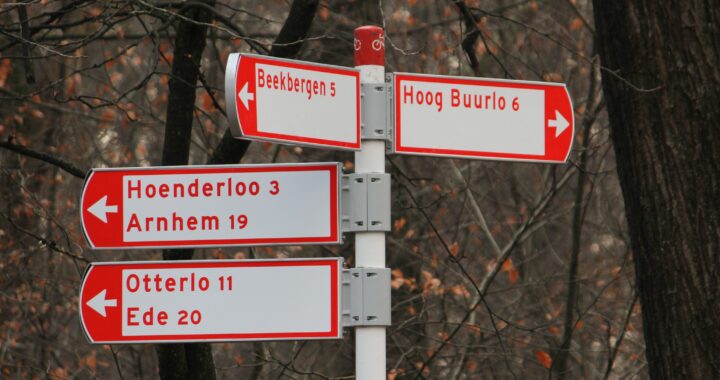 Beekbergen 5
Hoog Buurlo 6
Hoenderloo 3
Arnhem 19
Otterlo 11
Ede 20